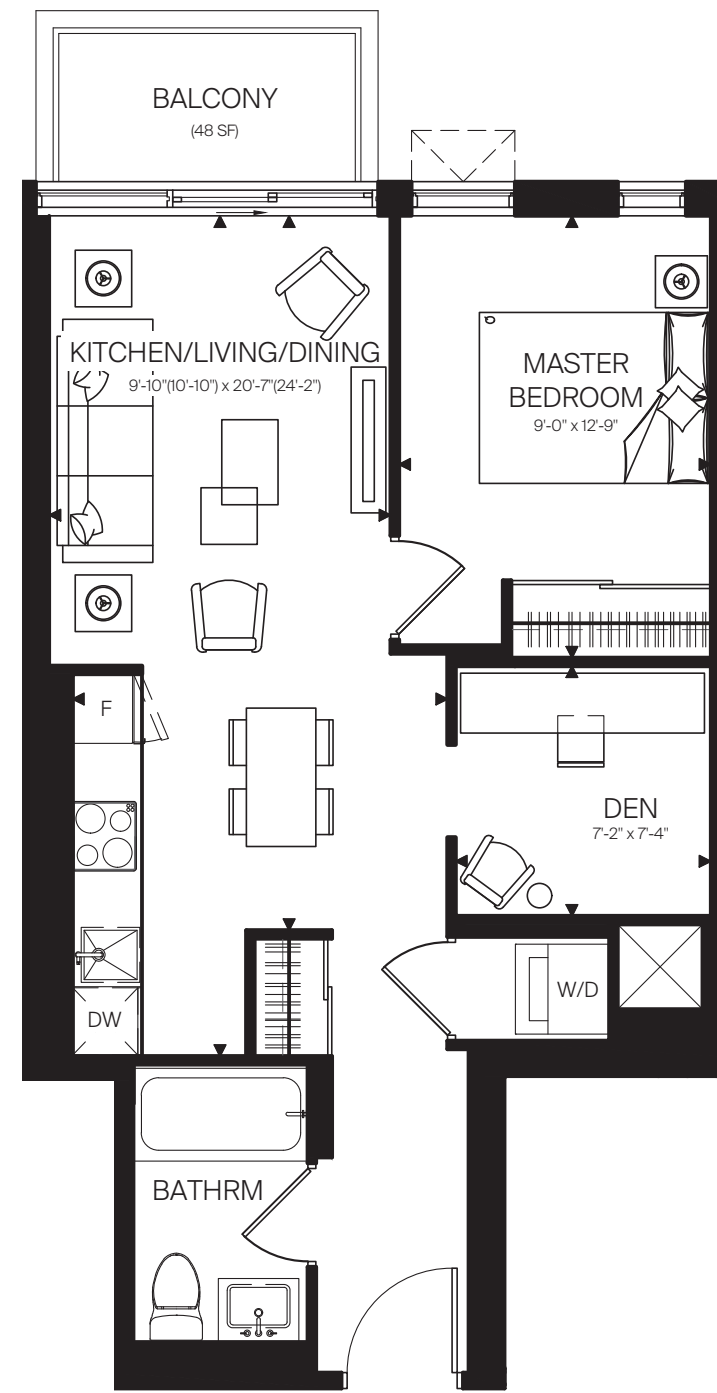 BALCONY
(48 SF)
KITCHEN/LIVING/DINING
9'-10"(10'-10") x 20'-7"(24'-2")
MASTER
BEDROOM
9'-0" x 12'-9"
F
DEN
7'-2" x 7'-4"
W/D
DW
BATHRM